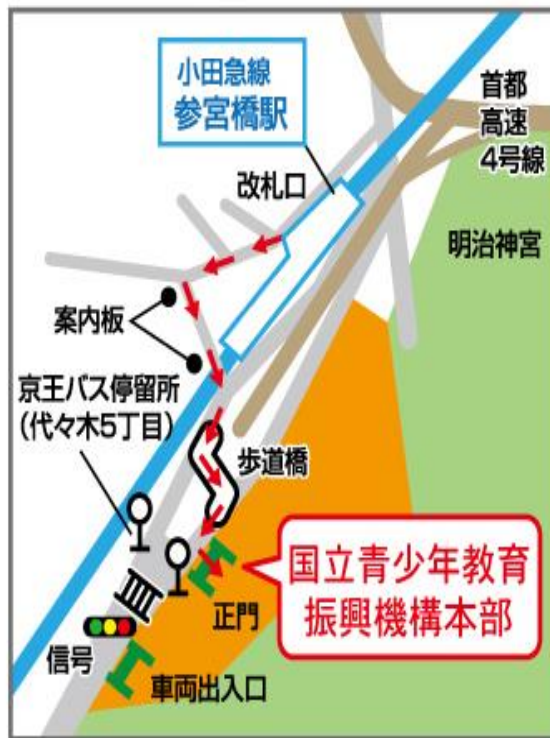 小田急線
参宮橋駅
首都
高速
4号線
改札口
明治神宮
案内板
京王バス停留所
（代々木5丁目）
歩道橋
国立青少年教育
振興機構本部
正門
信号
車両出入口